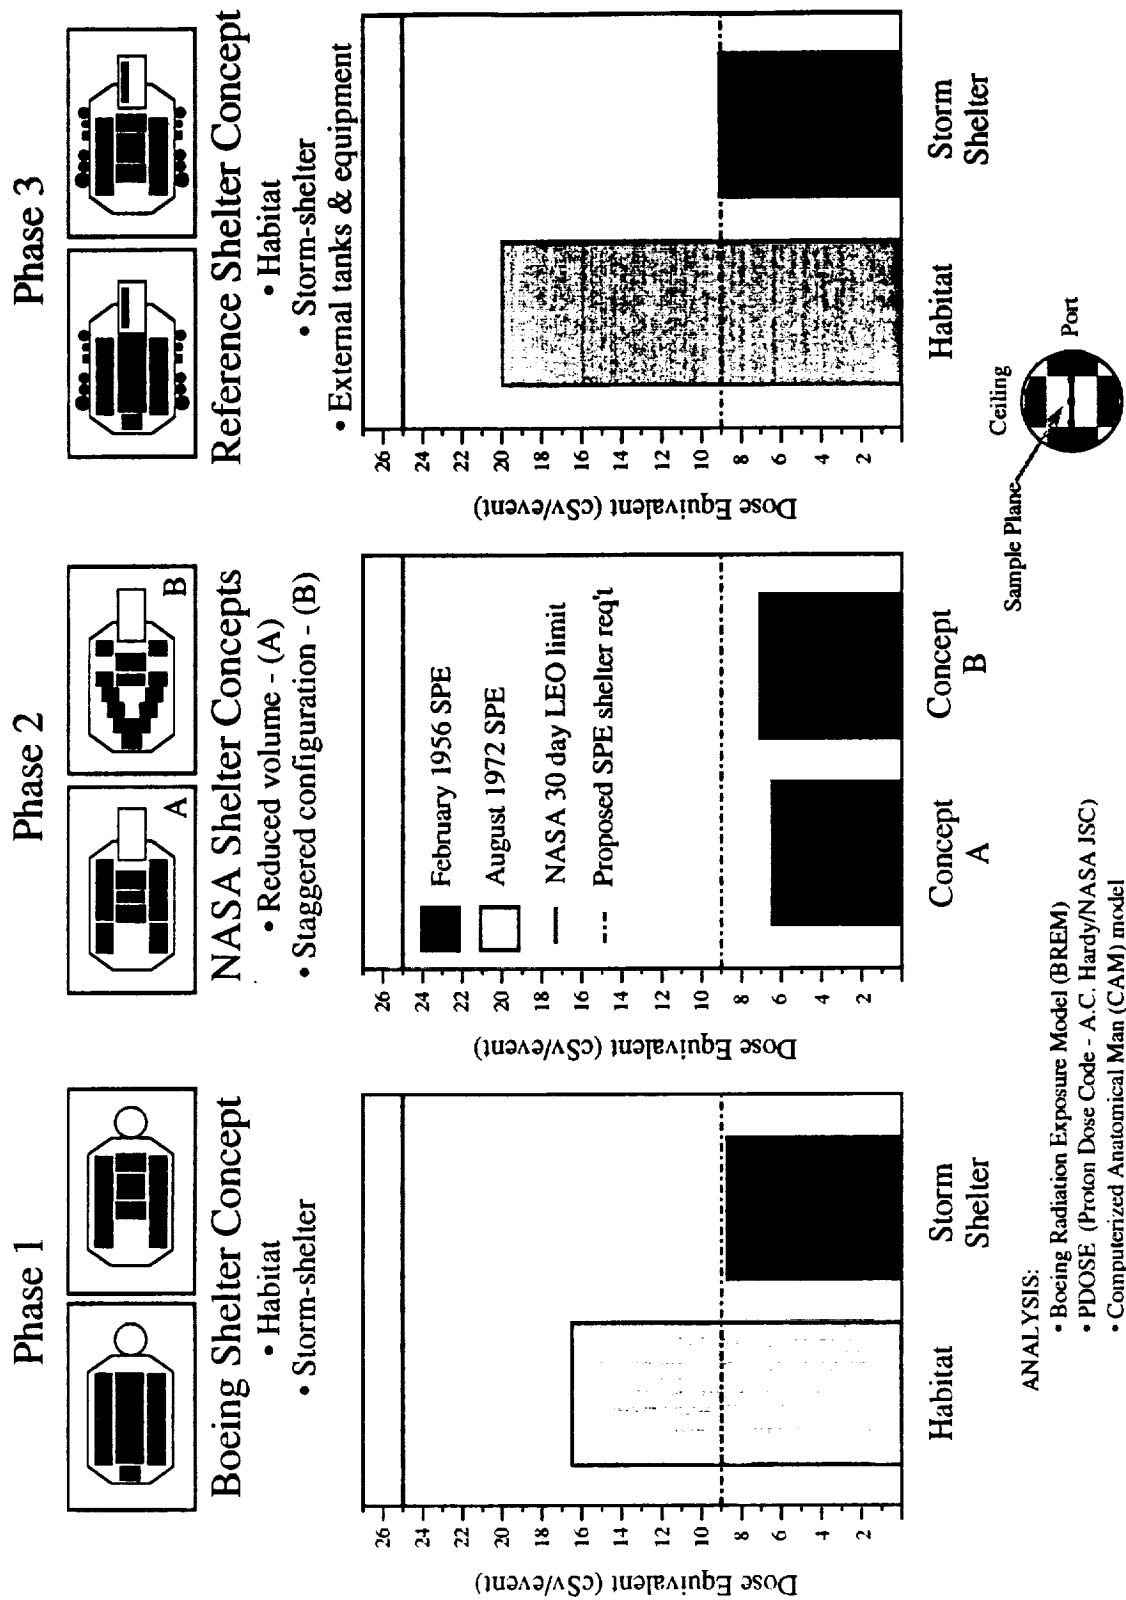 Phase 1
Boeing Shelter Concept
• Habitat
• Storm-shelter
Dose Equivalent (cSv/event)
26
24
22
20
18
16
14
12
10
8
6
4
2
Habitat
Storm
Shelter
Phase 2
A
B
NASA Shelter Concepts
• Reduced volume - (A)
• Staggered configuration - (B)
Dose Equivalent (cSv/event)
26
24
22
20
18
16
14
12
10
8
6
4
2
February 1956 SPE
August 1972 SPE
NASA 30 day LEO limit
Proposed SPE shelter req't
Concept
A
Concept
B
Phase 3
Reference Shelter Concept
• Habitat
• Storm-shelter
• External tanks & equipment
Dose Equivalent (cSv/event)
26
24
22
20
18
16
14
12
10
8
6
4
2
Habitat
Storm
Shelter
ANALYSIS:
• Boeing Radiation Exposure Model (BREM)
• PDOSE (Proton Dose Code - A.C. Hardy/NASA JSC)
• Computerized Anatomical Man (CAM) model
Sample Plane
Ceiling
Port